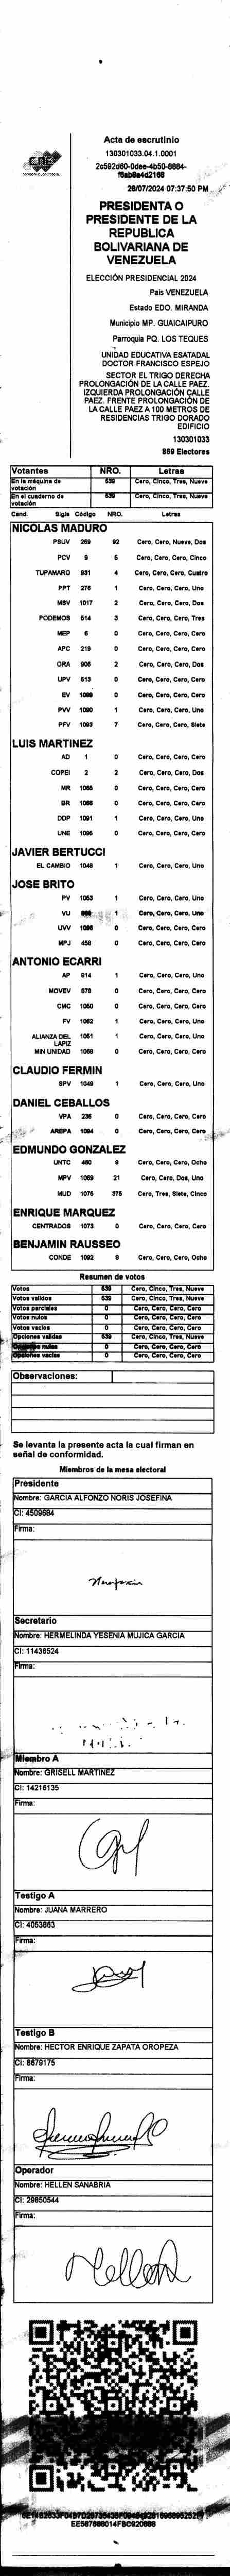 CNE
Acta de escrutinio
130301033.04.1.0001
28/07/2024 07:37:50 PM
PRESIDENTA O
PRESIDENTE DE LA
REPUBLICA
BOLIVARIANA DE
VENEZUELA
ELECCIÓN PRESIDENCIAL 2024
Pais VENEZUELA
Estado EDO. MIRANDA
Municipio MP. GUAICAIPURO
Parroquia PQ. LOS TEQUES
UNIDAD EDUCATIVA ESATADAL
DOCTOR FRANCISCO ESPEJO
SECTOR EL TRIGO DERECHA
PROLONGACIÓN DE LA CALLE PAEZ.
IZQUIERDA PROLONGACIÓN CALLE
PAEZ. FRENTE PROLONGACIÓN DE
LA CALLE PAEZ A 100 METROS DE
RESIDENCIAS TRIGO DORADO
EDIFICIO
130301033
869 Electores
Votantes NRO. Letras
En la máquina de votación 539 Cero, Cinco, Tres, Nueve
En el cuaderno de votación 539 Cero, Cinco, Tres, Nueve
Cand. Sigla Código NRO. Letras
NICOLAS MADURO
PSUV 269 92 Cero, Cero, Nueve, Dos
PCV 9 5 Cero, Cero, Cero, Cinco
TUPAMARO 931 4 Cero, Cero, Cero, Cuatro
PPT 276 1 Cero, Cero, Cero, Uno
MSV 1017 2 Cero, Cero, Cero, Dos
PODEMOS 514 3 Cero, Cero, Cero, Tres
MEP 6 0 Cero, Cero, Cero, Cero
APC 219 0 Cero, Cero, Cero, Cero
ORA 906 2 Cero, Cero, Cero, Dos
UPV 513 0 Cero, Cero, Cero, Cero
EV 0 Cero, Cero, Cero, Cero
PVV 1090 1 Cero, Cero, Cero, Uno
PFV 1093 7 Cero, Cero, Cero, Siete
LUIS MARTINEZ
AD 1 0 Cero, Cero, Cero, Cero
COPEI 2 2 Cero, Cero, Cero, Dos
MR 1065 0 Cero, Cero, Cero, Cero
BR 0 Cero, Cero, Cero, Cero
DDP 1091 1 Cero, Cero, Cero, Uno
UNE 0 Cero, Cero, Cero, Cero
JAVIER BERTUCCI
EL CAMBIO 1048 1 Cero, Cero, Cero, Uno
JOSE BRITO
PV 1053 1 Cero, Cero, Cero, Uno
VU 1 Cero, Cero, Cero, Uno
UVV 0 Cero, Cero, Cero, Cero
MPJ 0 Cero, Cero, Cero, Cero
ANTONIO ECARRI
AP 914 1 Cero, Cero, Cero, Uno
MOVEV 0 Cero, Cero, Cero, Cero
CMC 1050 0 Cero, Cero, Cero, Cero
FV 1052 1 Cero, Cero, Cero, Uno
ALIANZA DEL LAPIZ 1051 1 Cero, Cero, Cero, Uno
MIN UNIDAD 0 Cero, Cero, Cero, Cero
CLAUDIO FERMIN
SPV 1049 1 Cero, Cero, Cero, Uno
DANIEL CEBALLOS
VPA 236 0 Cero, Cero, Cero, Cero
AREPA 1094 0 Cero, Cero, Cero, Cero
EDMUNDO GONZALEZ
UNTC 8 Cero, Cero, Cero, Ocho
MPV 1069 21 Cero, Cero, Dos, Uno
MUD 1075 375 Cero, Tres, Siete, Cinco
ENRIQUE MARQUEZ
CENTRADOS 1073 0 Cero, Cero, Cero, Cero
BENJAMIN RAUSSEO
CONDE 1092 8 Cero, Cero, Cero, Ocho
Resumen de votos
Votos 539 Cero, Cinco, Tres, Nueve
Votos validos 539 Cero, Cinco, Tres, Nueve
Votos parciales 0 Cero, Cero, Cero, Cero
Votos nulos 0 Cero, Cero, Cero, Cero
Votos vacios 0 Cero, Cero, Cero, Cero
Opciones validas 539 Cero, Cinco, Tres, Nueve
Opciones nulas 0 Cero, Cero, Cero, Cero
Opciones vacias 0 Cero, Cero, Cero, Cero
Observaciones:
Se levanta la presente acta la cual firman en
señal de conformidad.
Miembros de la mesa electoral
Presidente
Nombre: GARCIA ALFONZO NORIS JOSEFINA
CI: 4509684
Firma:
Secretario
Nombre: HERMELINDA YESENIA MUJICA GARCIA
CI: 11436524
Firma:
Miembro A
Nombre: GRISELL MARTINEZ
CI: 14216135
Firma:
Testigo A
Nombre: JUANA MARRERO
CI: 4053863
Firma:
Testigo B
Nombre: HECTOR ENRIQUE ZAPATA OROPEZA
CI: 8679175
Firma:
Operador
Nombre: HELLEN SANABRIA
CI: 29850544
Firma:
Hellen